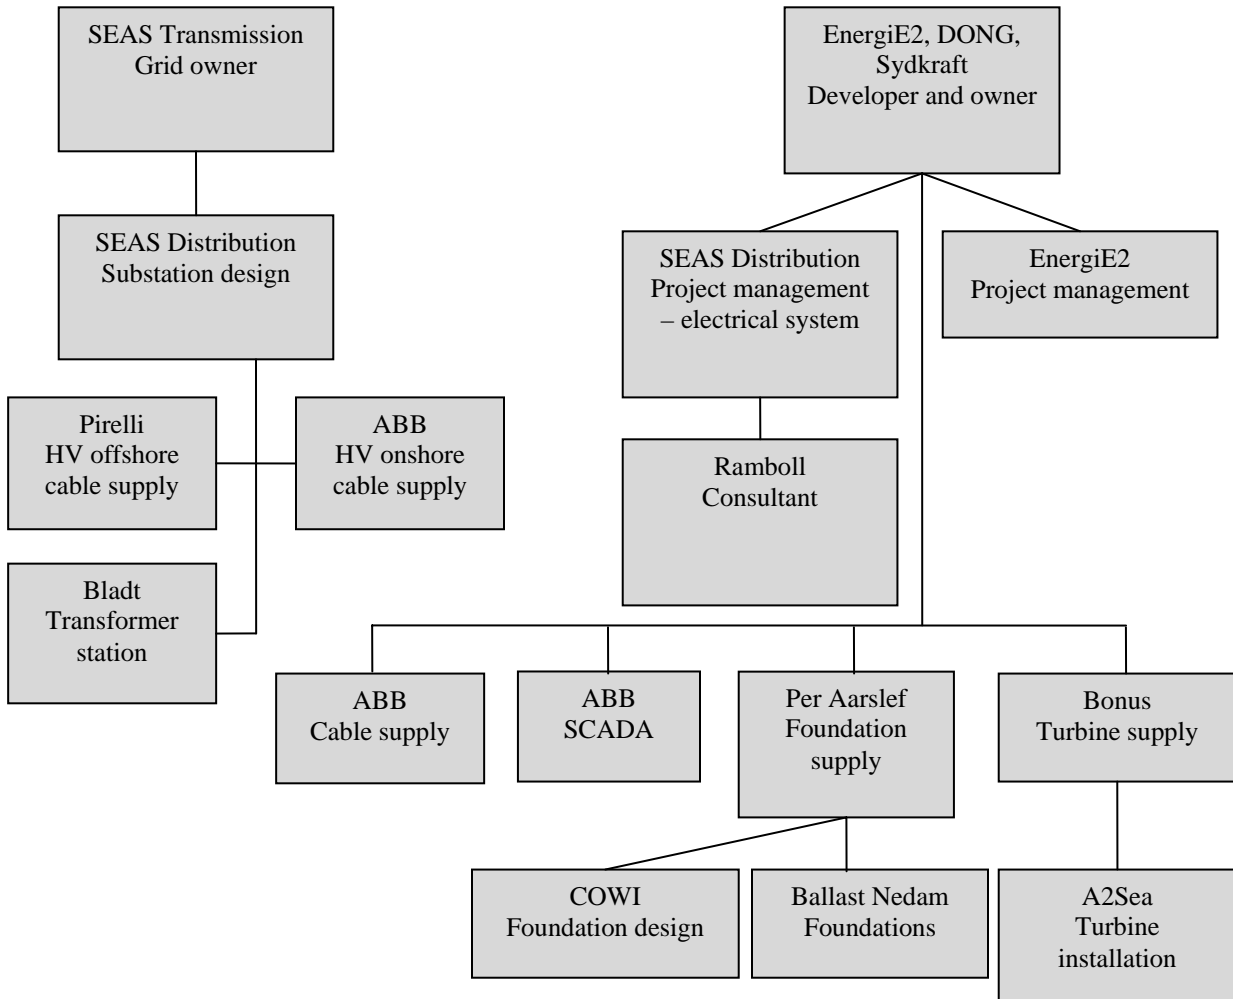 SEAS Transmission
Grid owner
EnergiE2, DONG,
Sydkraft
Developer and owner
SEAS Distribution
Substation design
SEAS Distribution
Project management
– electrical system
EnergiE2
Project management
Pirelli
HV offshore
cable supply
ABB
HV onshore
cable supply
Ramboll
Consultant
Bladt
Transformer
station
ABB
Cable supply
ABB
SCADA
Per Aarslef
Foundation
supply
Bonus
Turbine supply
COWI
Foundation design
Ballast Nedam
Foundations
A2Sea
Turbine
installation